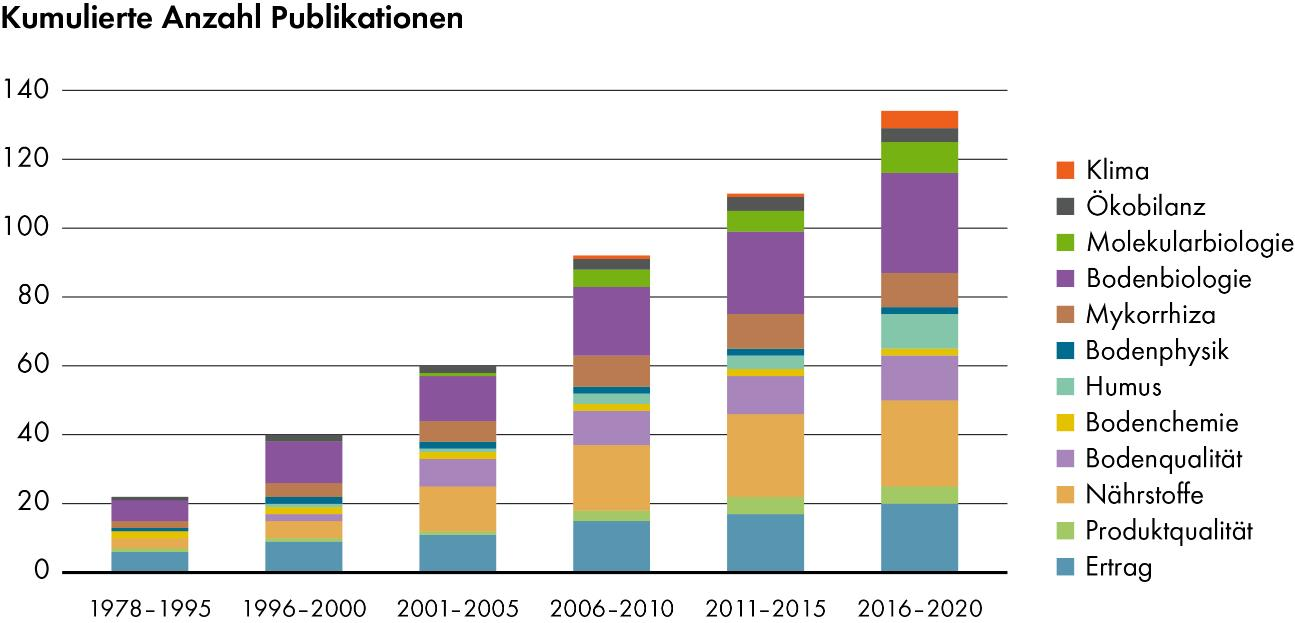 Kumulierte Anzahl Publikationen
140
120
100
80
60
40
20
0
1978–1995 1996–2000 2001–2005 2006–2010 2011–2015 2016–2020
Klima
Ökobilanz
Molekularbiologie
Bodenbiologie
Mykorrhiza
Bodenphysik
Humus
Bodenchemie
Bodenqualität
Nährstoffe
Produktqualität
Ertrag